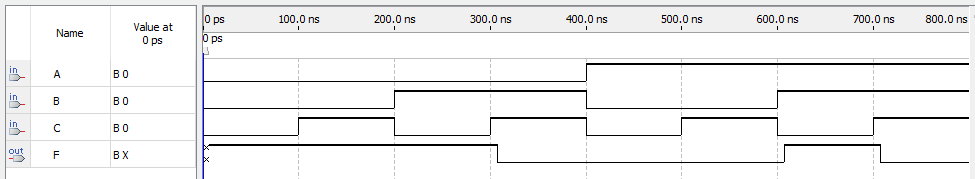 Name Value at 0 ps
0 ps 100.0 ns 200.0 ns 300.0 ns 400.0 ns 500.0 ns 600.0 ns 700.0 ns 800.0 ns
0 ps
in A B 0
in B B 0
in C B 0
out F B X